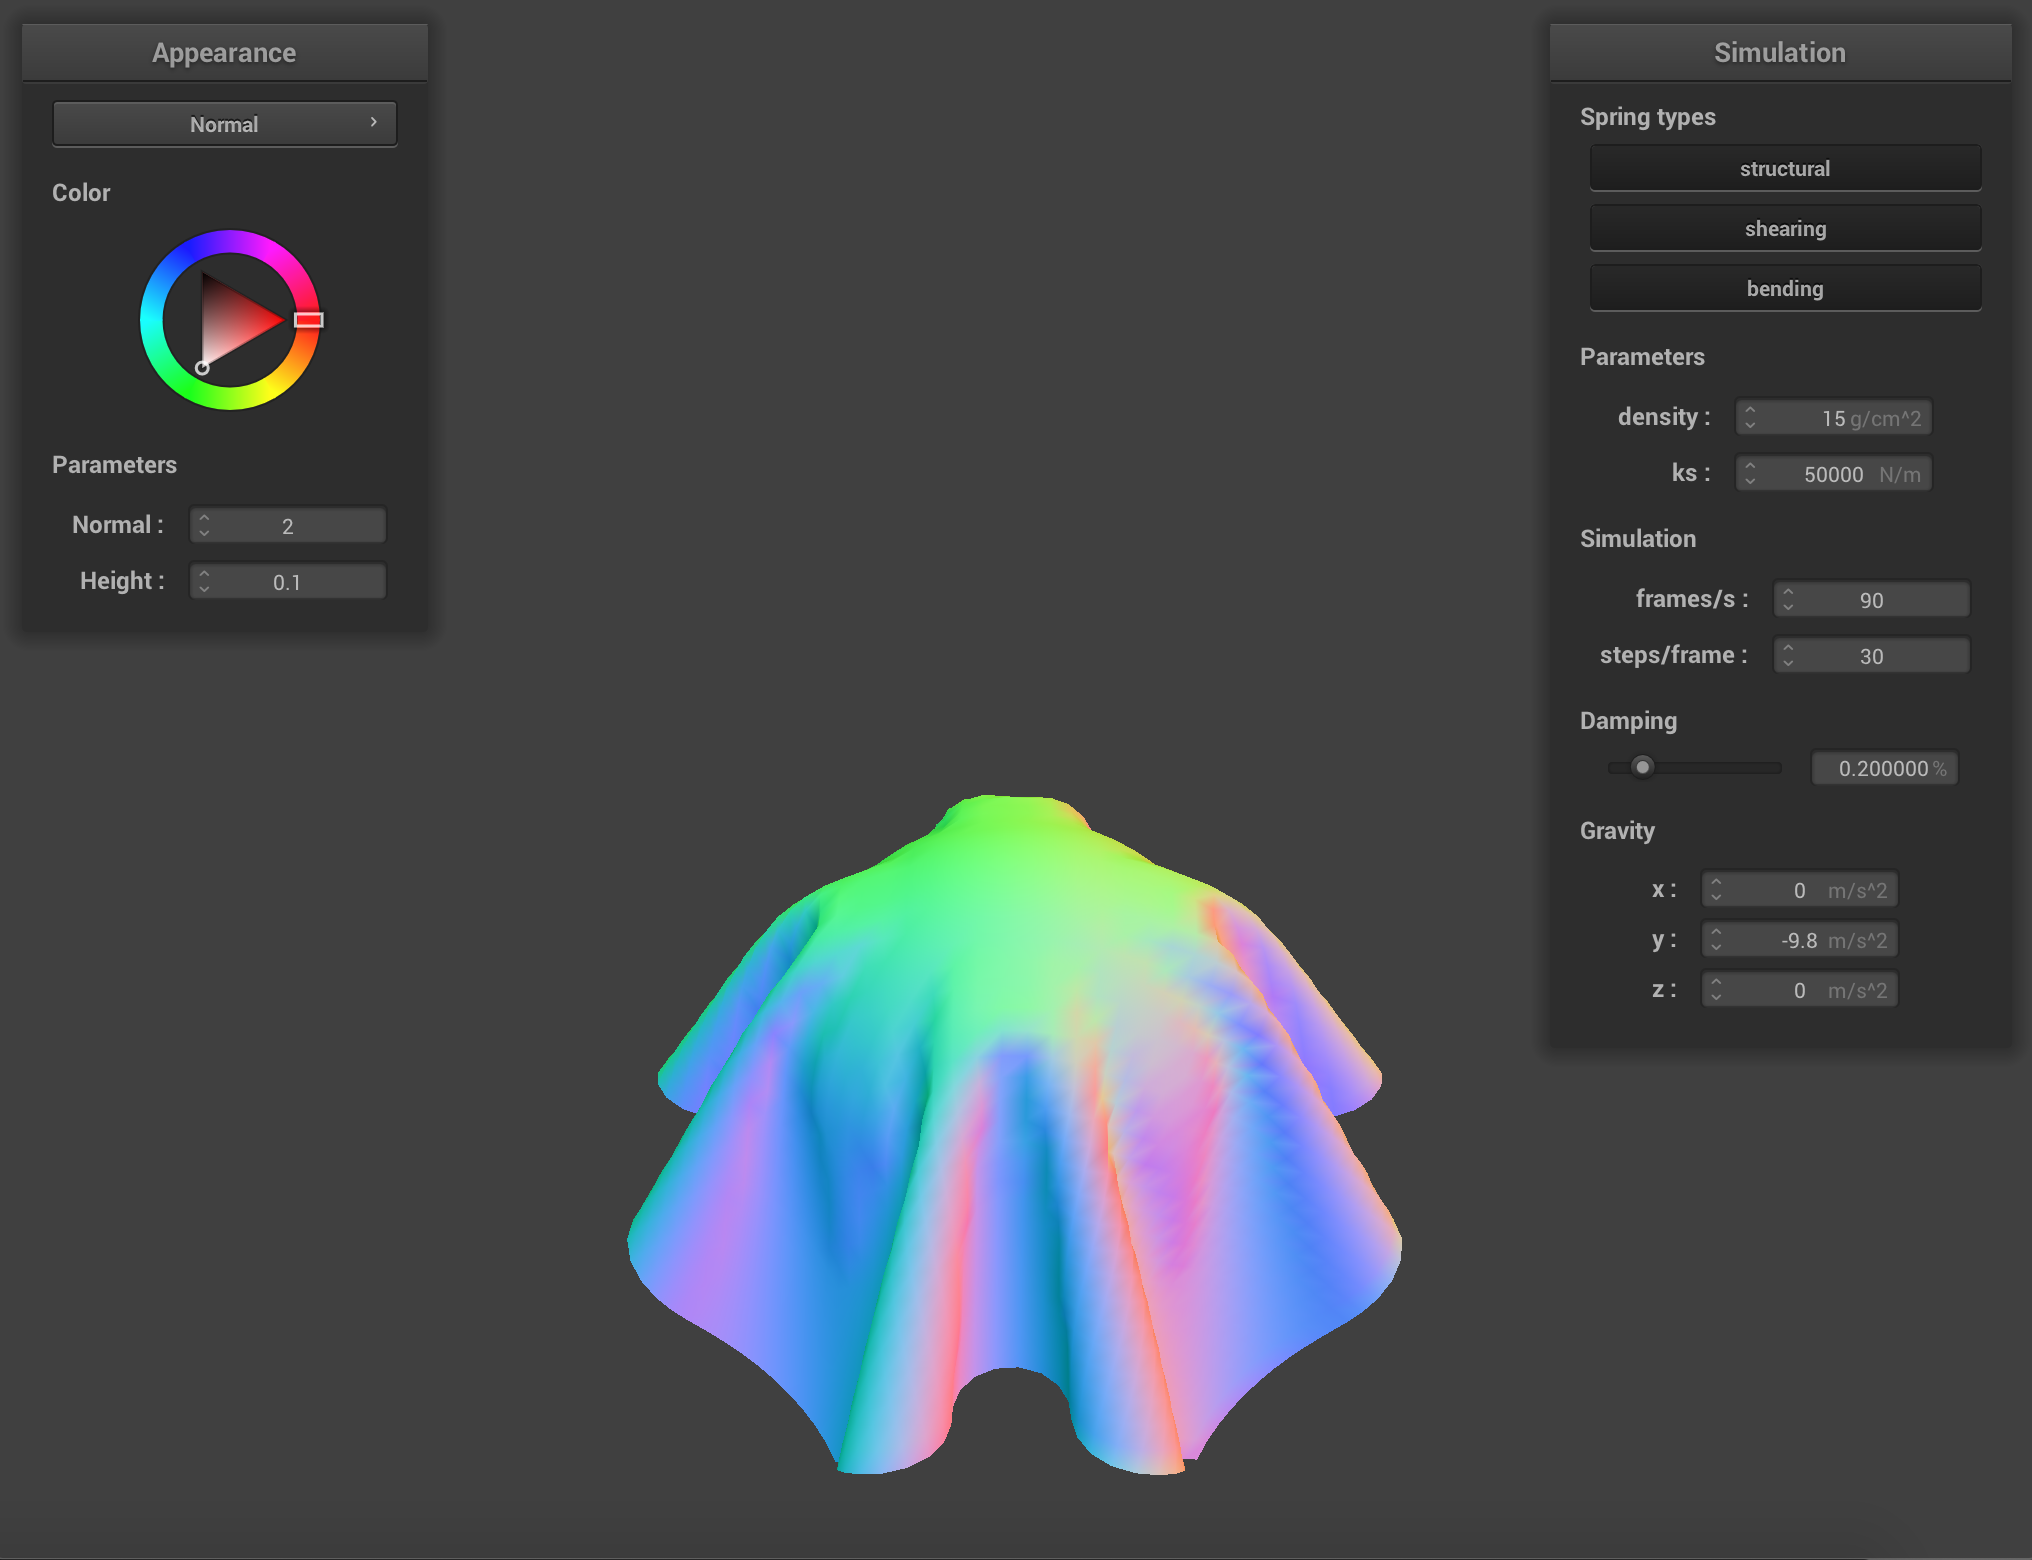 Appearance
Normal
Color
Parameters
Normal : 2
Height : 0.1
Simulation
Spring types
structural
shearing
bending
Parameters
density : 15 g/cm^2
ks : 50000 N/m
Simulation
frames/s : 90
steps/frame : 30
Damping
0.200000 %
Gravity
x : 0 m/s^2
y : -9.8 m/s^2
z : 0 m/s^2